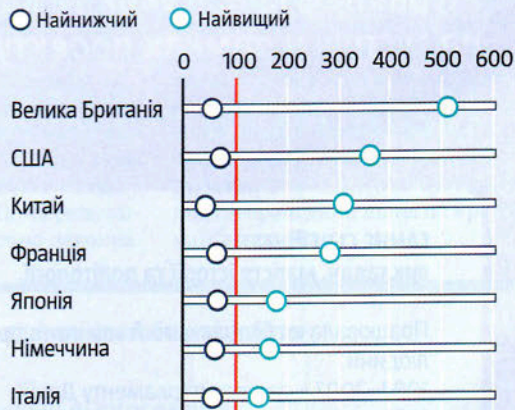 Найнижчий Найвищий
0 100 200 300 400 500 600
Велика Британія
США
Китай
Франція
Японія
Німеччина
Італія